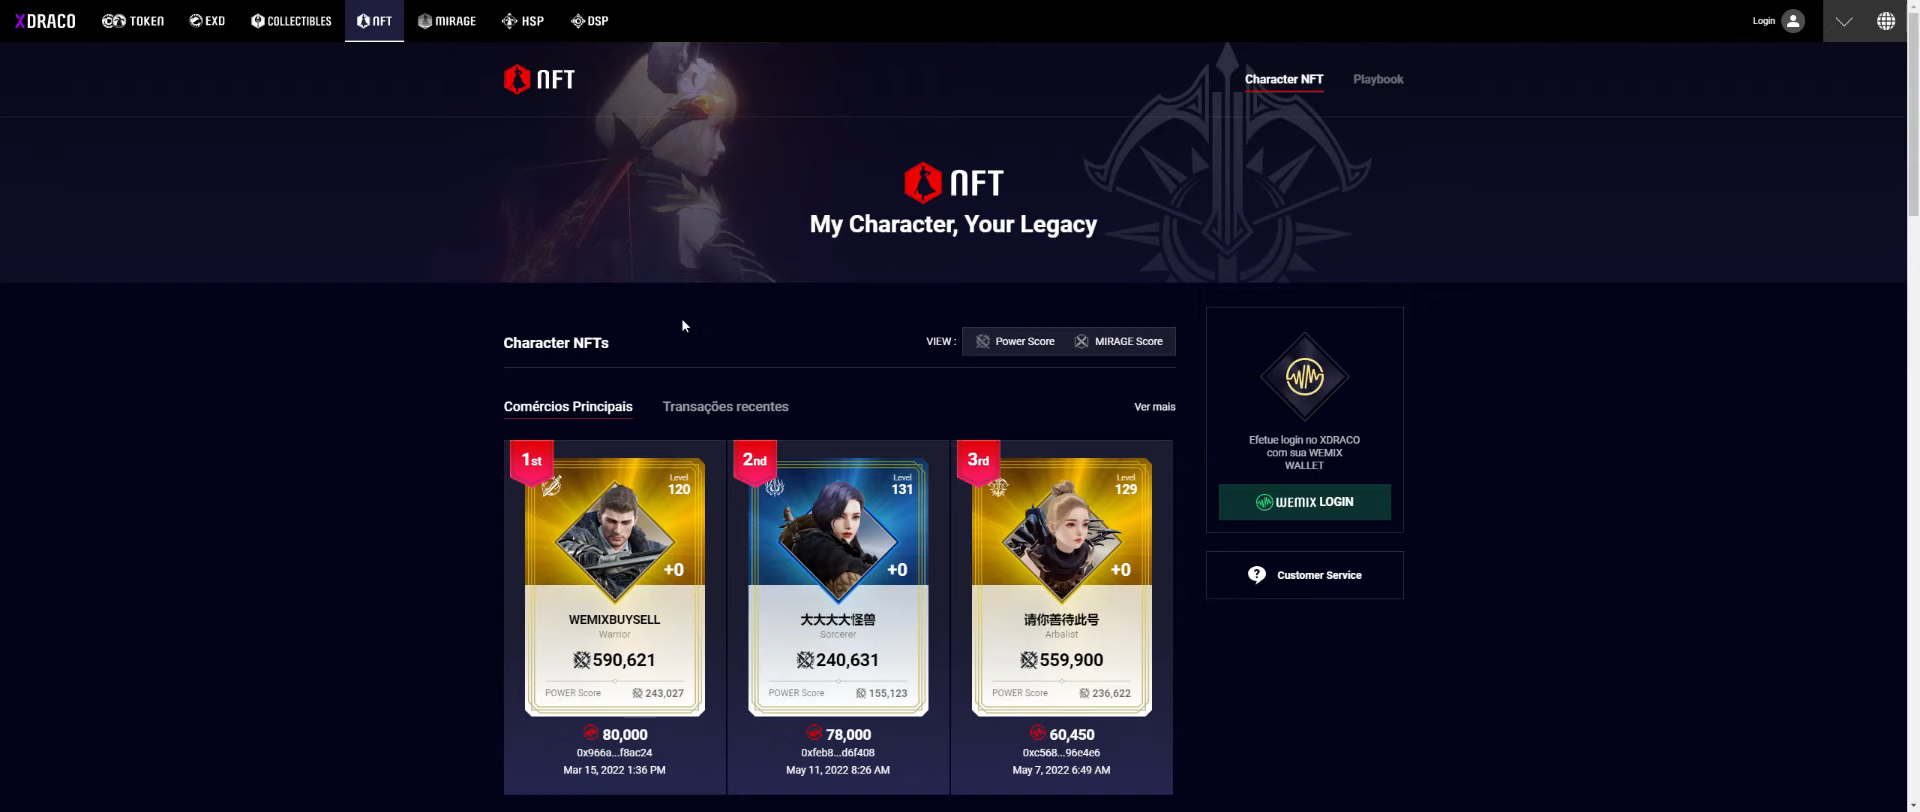 XDRACO TOKEN EXD COLLECTIBLES NFT MIRAGE HSP DSP Login
NFT Character NFT Playbook
NFT
My Character, Your Legacy
Character NFTs VIEW : Power Score MIRAGE Score
Comércios Principais Transações recentes Ver mais
1st
Level
120
+0
WEMIXBUYSELL
Warrior
590,621
POWER Score 243,027
80,000
0x966a...f8ac24
Mar 15, 2022 1:36 PM
2nd
Level
131
+0
大大大大怪兽
Sorcerer
240,631
POWER Score 155,123
78,000
0xfeb8...d6f408
May 11, 2022 8:26 AM
3rd
Level
129
+0
请你善待此号
Arbalist
559,900
POWER Score 236,622
60,450
0xc568...96e4e6
May 7, 2022 6:49 AM
Efetue login no XDRACO
com sua WEMIX
WALLET
WEMIX LOGIN
Customer Service